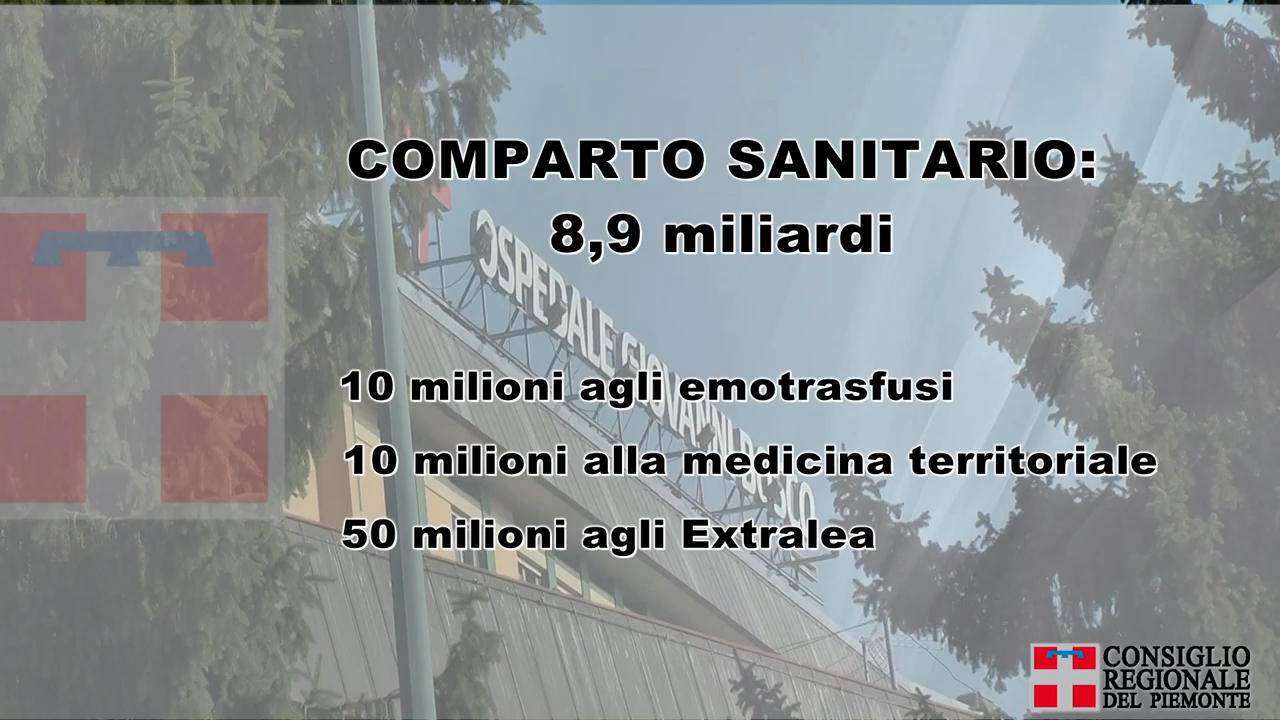 COMPARTO SANITARIO:
8,9 miliardi
OSPEDALE GIOVANNI BOSCO
10 milioni agli emotrasfusi
10 milioni alla medicina territoriale
50 milioni agli Extralea
CONSIGLIO
REGIONALE
DEL PIEMONTE